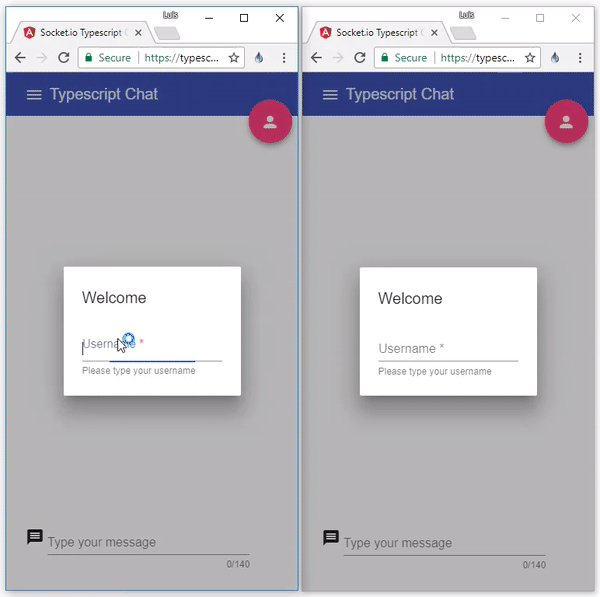 Luis
Socket.io Typescript C
Secure https://typesc...
Typescript Chat
Welcome
Username *
Please type your username
Type your message
0/140
Luis
Socket.io Typescript C
Secure https://typesc...
Typescript Chat
Welcome
Username *
Please type your username
Type your message
0/140